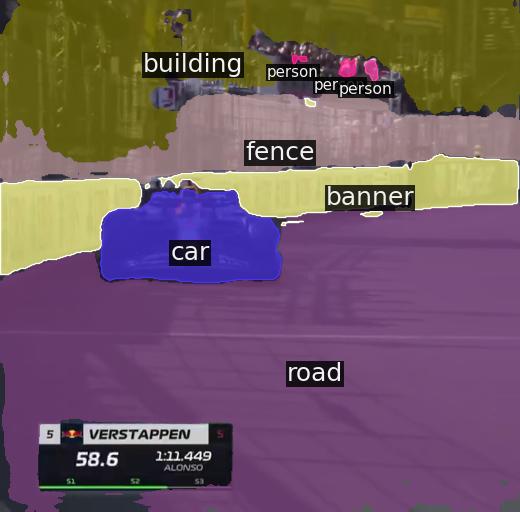 building
person
per
person
fence
banner
car
road
5 VERSTAPPEN 5
58.6 1:11.449
ALONSO
S1 S2 S3